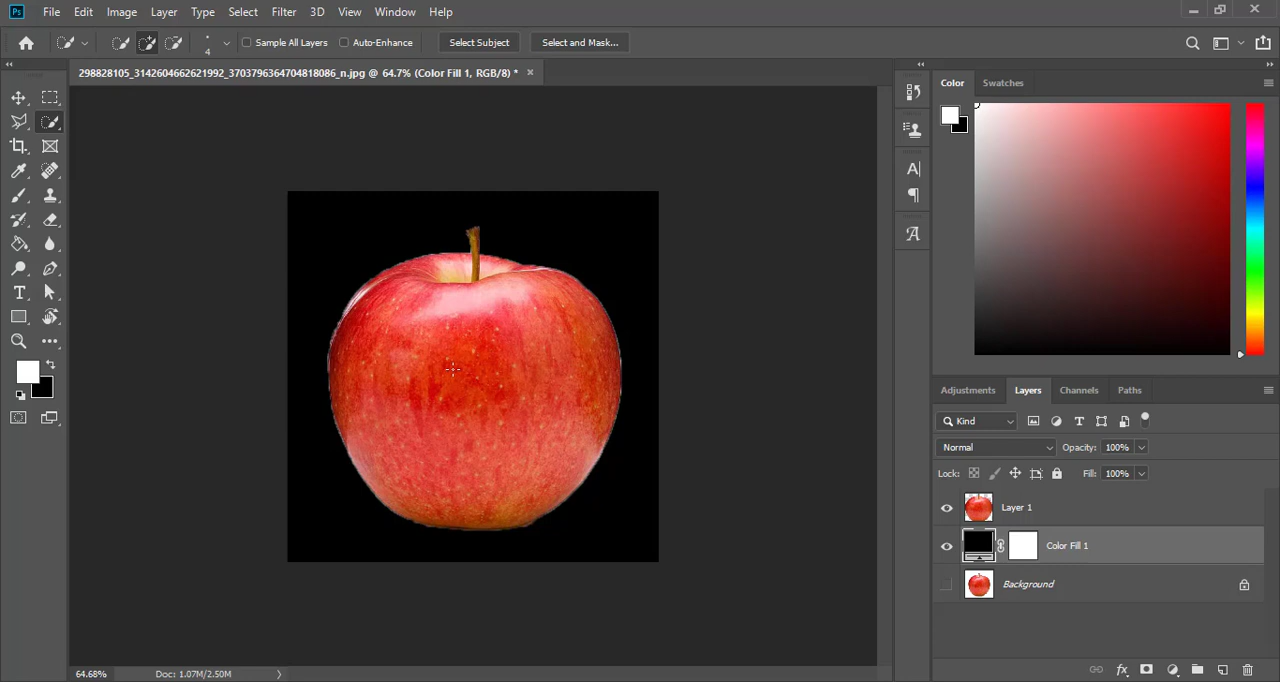 Ps File Edit Image Layer Type Select Filter 3D View Window Help
4 Sample All Layers Auto-Enhance Select Subject Select and Mask...
298828105_3142604662621992_3703796364704818086_n.jpg @ 64.7% (Color Fill 1, RGB/8) * ×
Color Swatches
Adjustments Layers Channels Paths
Kind
Normal Opacity: 100%
Lock: Fill: 100%
Layer 1
Color Fill 1
Background
64.68% Doc: 1.07M/2.50M